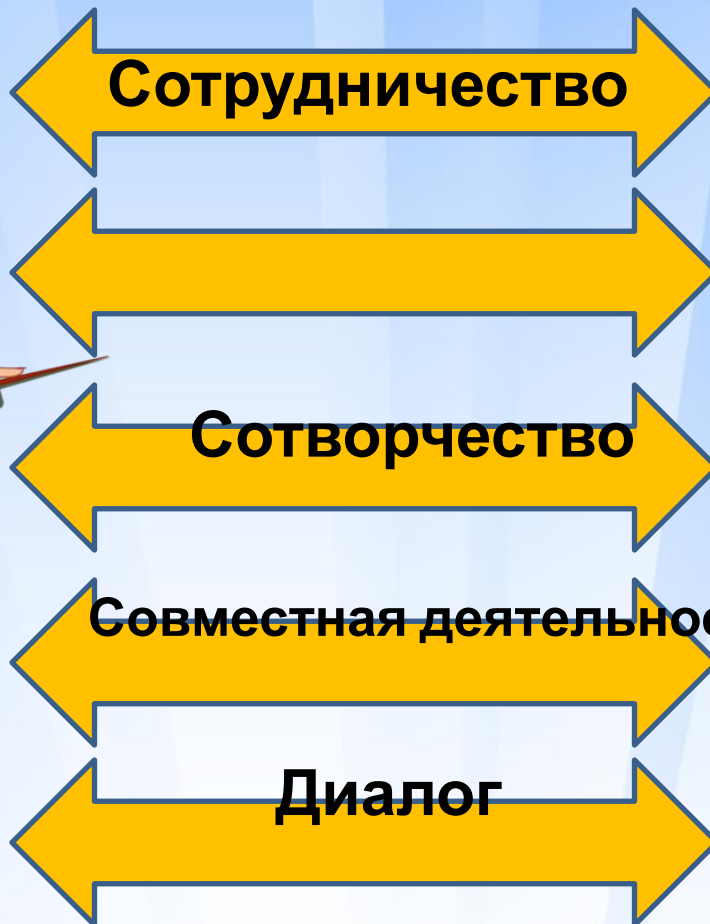 Сотрудничество
Сотворчество
Совместная деятельнос
Диалог